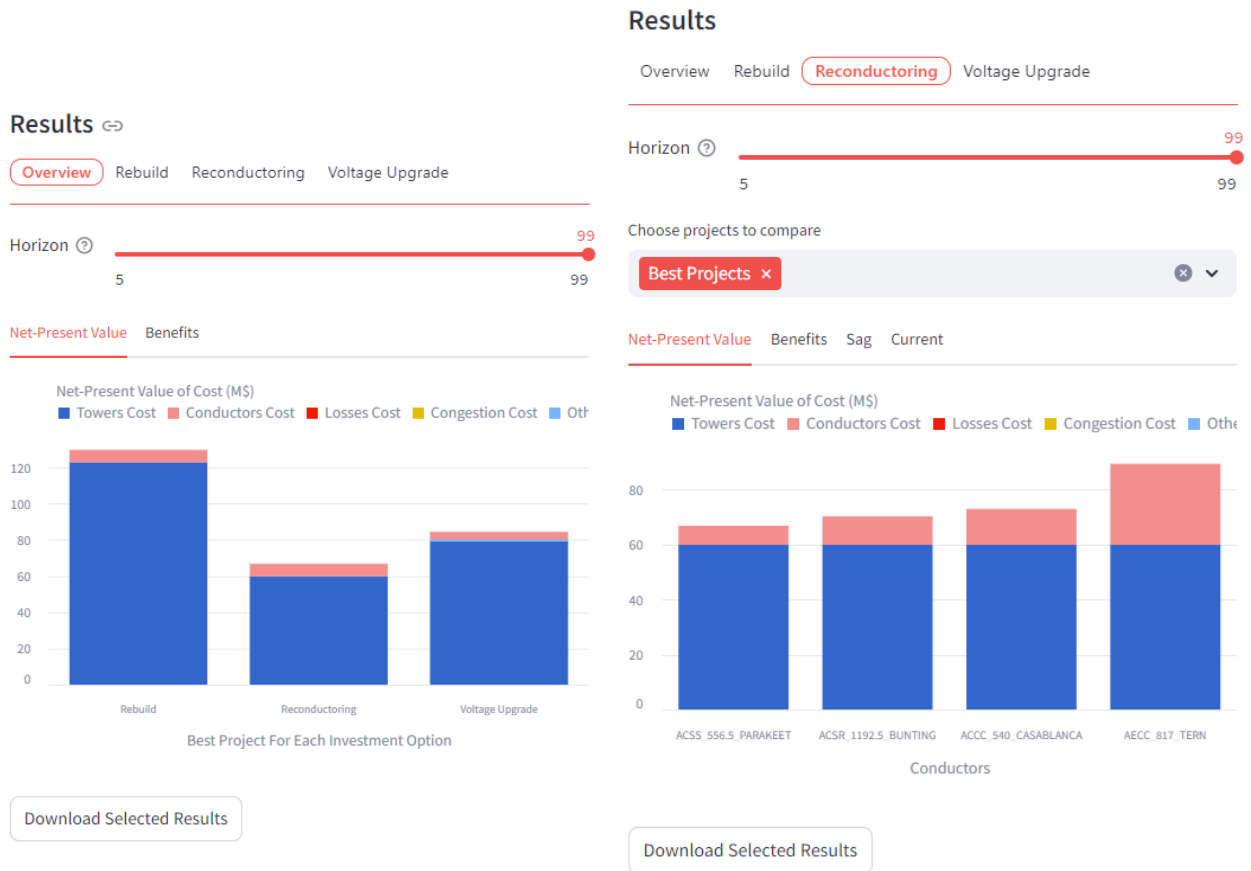 Results
Overview Rebuild Reconductoring Voltage Upgrade
Horizon
99
5 99
Net-Present Value Benefits
Net-Present Value of Cost (M$)
Towers Cost Conductors Cost Losses Cost Congestion Cost Oth
120
100
80
60
40
20
0
Rebuild Reconductoring Voltage Upgrade
Best Project For Each Investment Option
Download Selected Results
Results
Overview Rebuild Reconductoring Voltage Upgrade
Horizon
99
5 99
Choose projects to compare
Best Projects
Net-Present Value Benefits Sag Current
Net-Present Value of Cost (M$)
Towers Cost Conductors Cost Losses Cost Congestion Cost Othe
80
60
40
20
0
ACSS_556.5_PARAKEET ACSR_1192.5_BUNTING ACCC_540_CASABLANCA AECC_817_TERN
Conductors
Download Selected Results